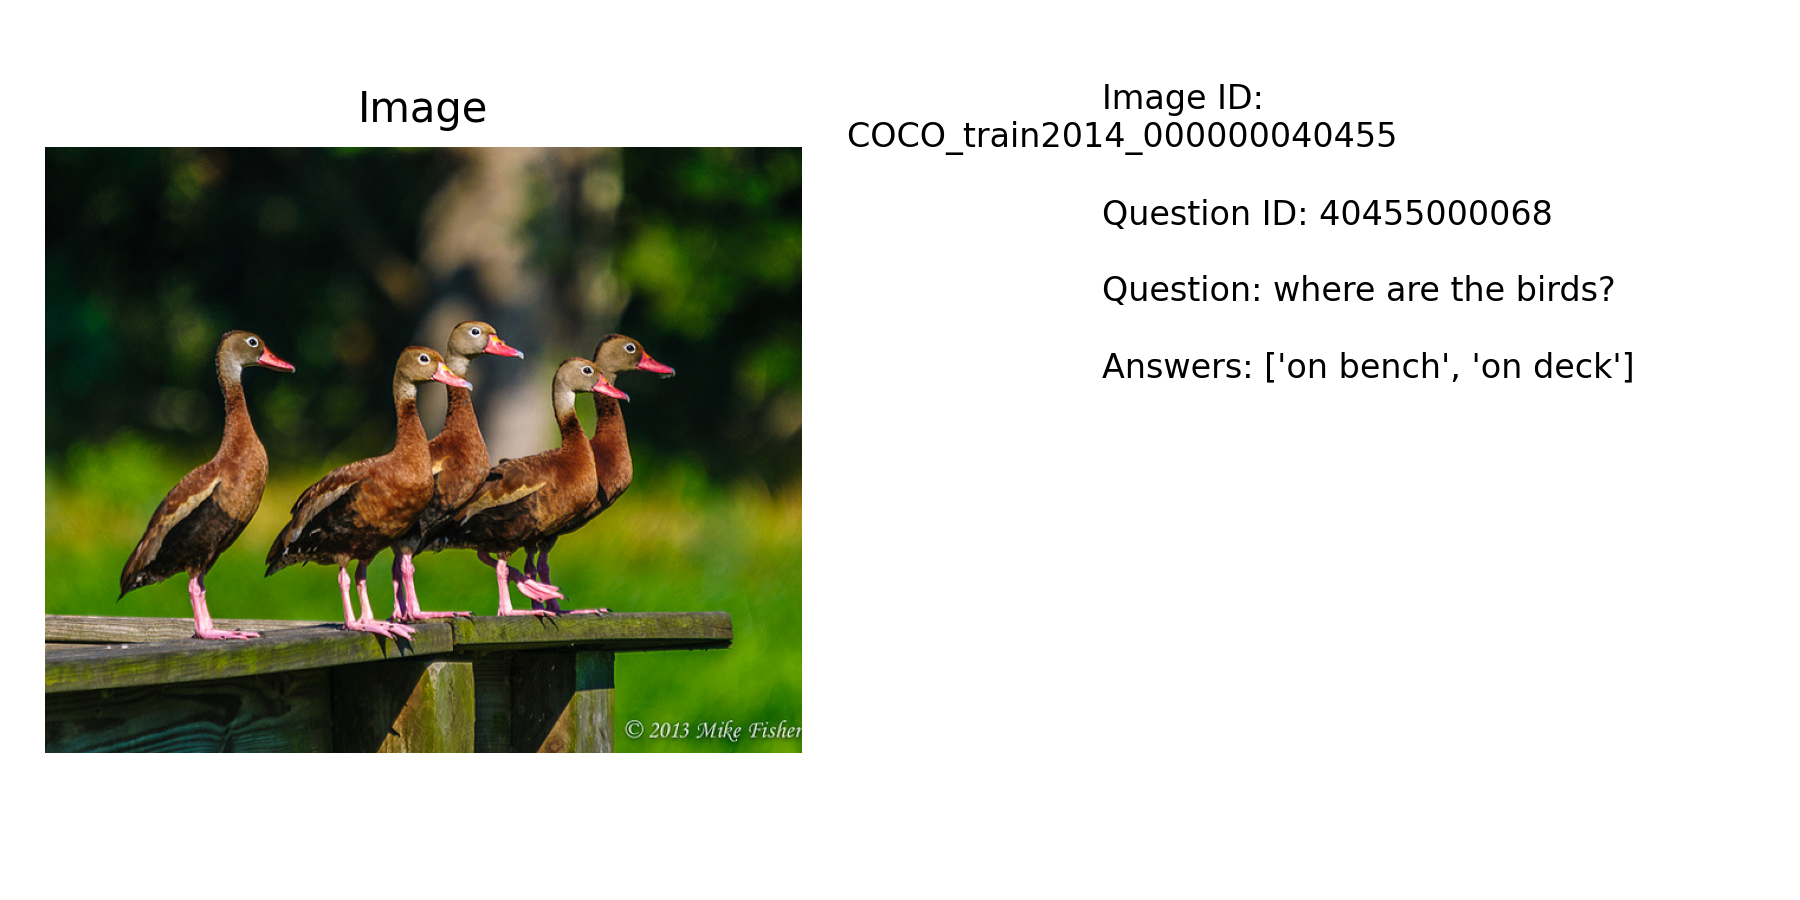 Image
© 2013 Mike Fisher
Image ID:
COCO_train2014_000000040455
Question ID: 40455000068
Question: where are the birds?
Answers: ['on bench', 'on deck']